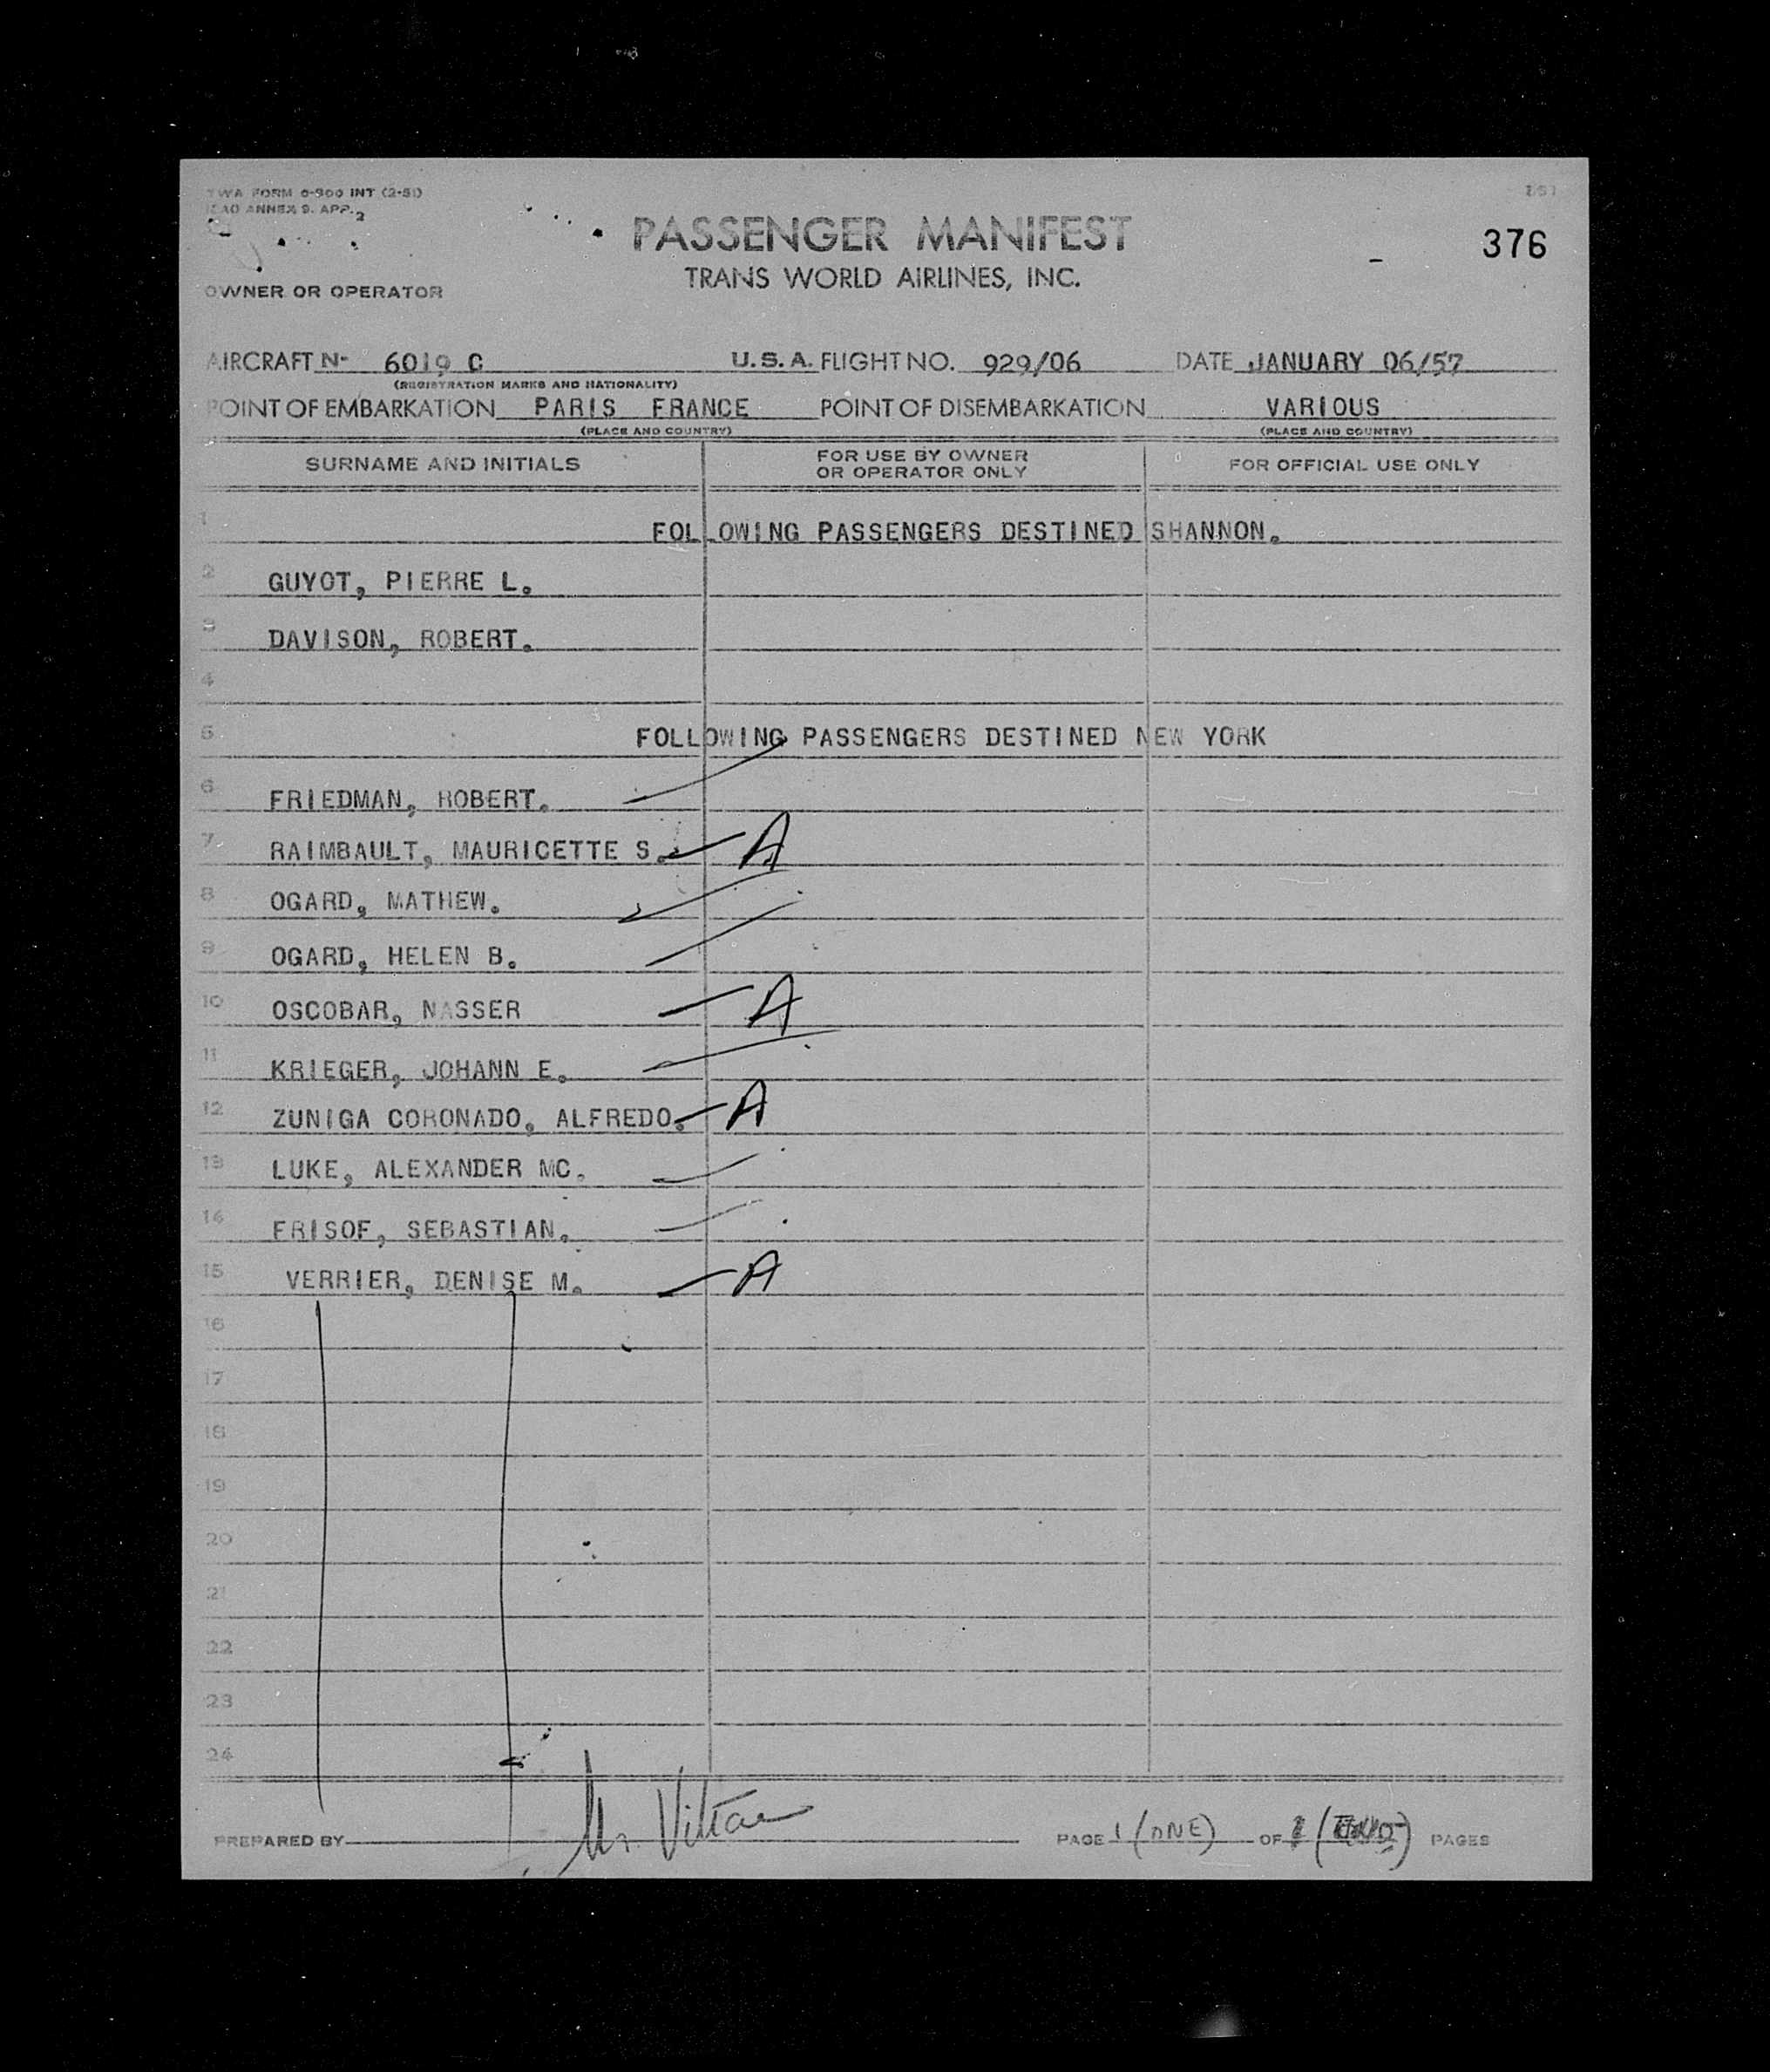 TWA FORM 0-900 INT (2-51)
ICAO ANNEX 9. APP. 2
PASSENGER MANIFEST
376
TRANS WORLD AIRLINES, INC.
OWNER OR OPERATOR
AIRCRAFT N- 6019 C U.S.A. FLIGHT NO. 929/06 DATE JANUARY 06/57
(REGISTRATION MARKS AND NATIONALITY)
POINT OF EMBARKATION PARIS FRANCE POINT OF DISEMBARKATION VARIOUS
(PLACE AND COUNTRY) (PLACE AND COUNTRY)
SURNAME AND INITIALS FOR USE BY OWNER OR OPERATOR ONLY FOR OFFICIAL USE ONLY
1 FOLLOWING PASSENGERS DESTINED SHANNON.
2 GUYOT, PIERRE L.
3 DAVISON, ROBERT.
4
5 FOLLOWING PASSENGERS DESTINED NEW YORK
6 FRIEDMAN, ROBERT.
7 RAIMBAULT, MAURICETTE S. A
8 OGARD, MATHEW.
9 OGARD, HELEN B.
10 OSCOBAR, NASSER A
11 KRIEGER, JOHANN E.
12 ZUNIGA CORONADO, ALFREDO. A
13 LUKE, ALEXANDER MC.
14 FRISOF, SEBASTIAN.
15 VERRIER, DENISE M. A
16
17
18
19
20
21
22
23
24
PREPARED BY PAGE 1 (ONE) OF PAGES